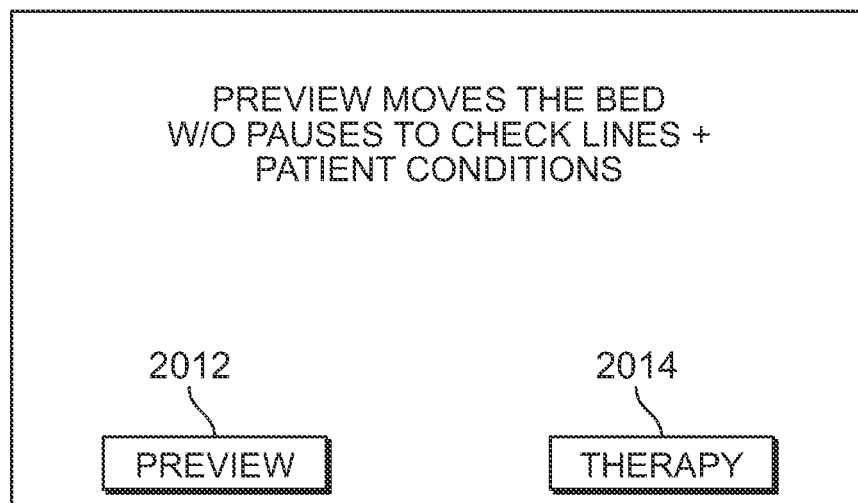 PREVIEW MOVES THE BED
W/O PAUSES TO CHECK LINES +
PATIENT CONDITIONS
2012
2014
PREVIEW
THERAPY